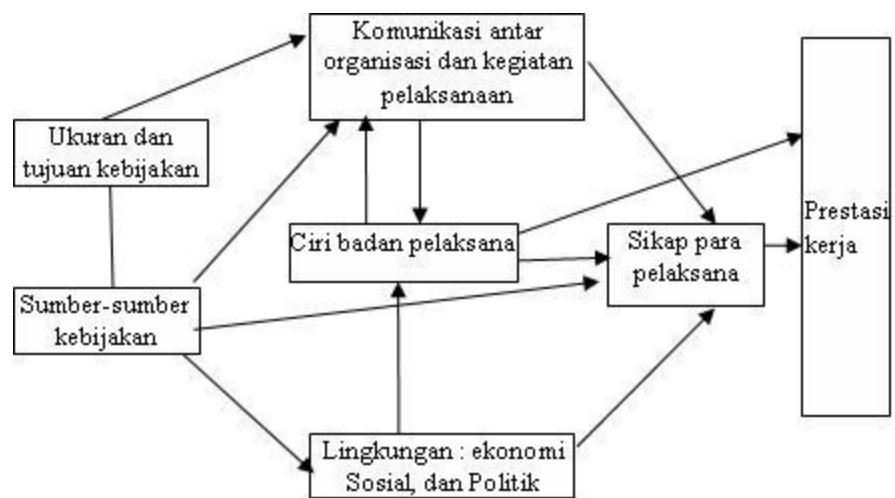 Komunikasi antar
organisasi dan kegiatan
pelaksanaan
Ukuran dan
tujuan kebijakan
Ciri badan pelaksana
Sikap para
pelaksana
Prestasi
kerja
Sumber-sumber
kebijakan
Lingkungan : ekonomi
Sosial, dan Politik